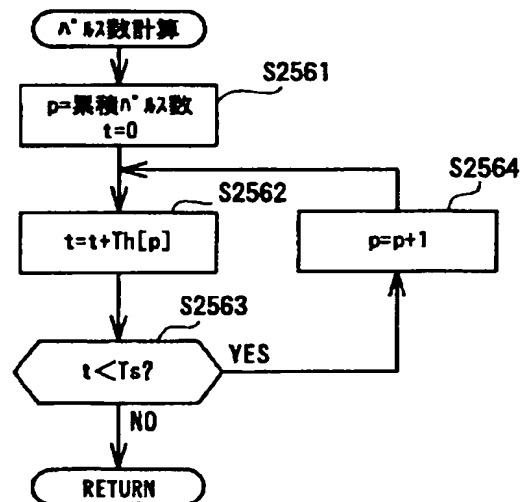 ﾊﾟﾙｽ数計算
S2561
p=累積ﾊﾟﾙｽ数
t=0
S2562
t=t+Th[p]
S2564
p=p+1
S2563
t<Ts?
YES
NO
RETURN